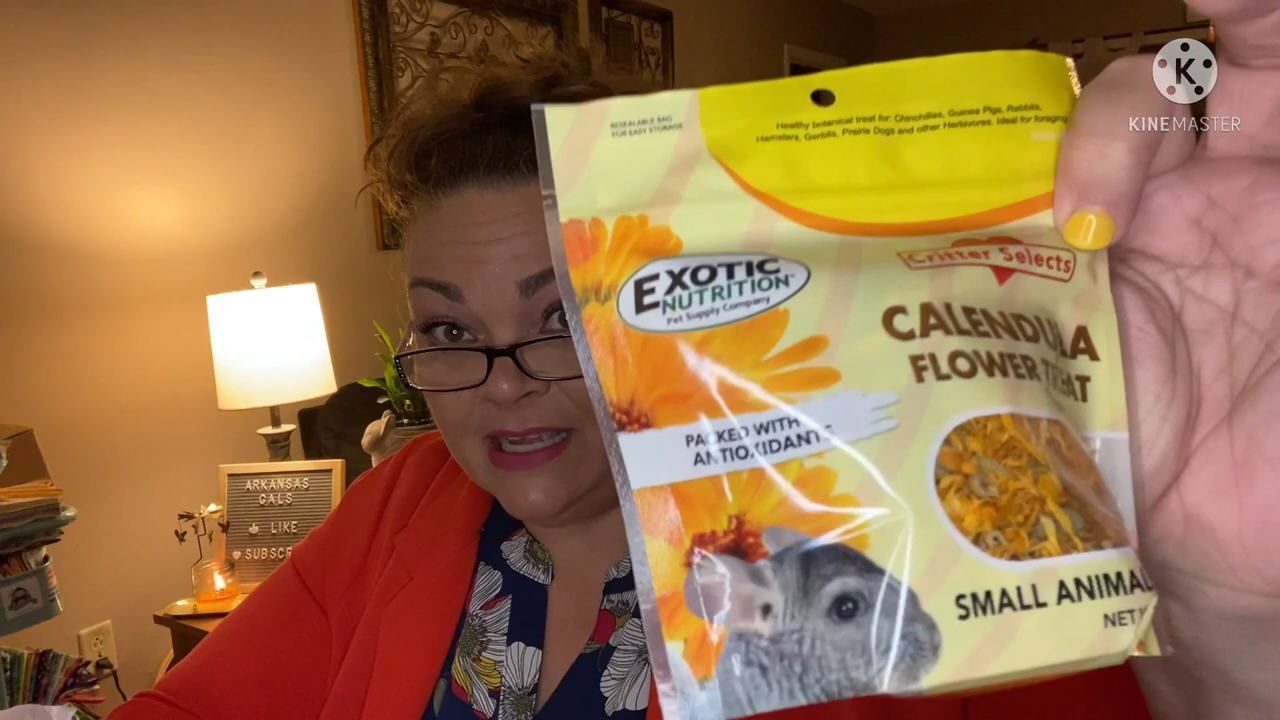 KINEMASTER
K
RESEALABLE BAG
FOR EASY STORAGE
Healthy botanical treat for: Chinchillas, Guinea Pigs, Rabbits,
Hamsters, Gerbils, Prairie Dogs and other Herbivores. Ideal for foraging
EXOTIC
NUTRITION
Pet Supply Company
Critter Selects
CALENDULA
FLOWER TREAT
PACKED WITH
ANTIOXIDANTS
SMALL ANIMAL
NET
ARKANSAS
GALS
LIKE